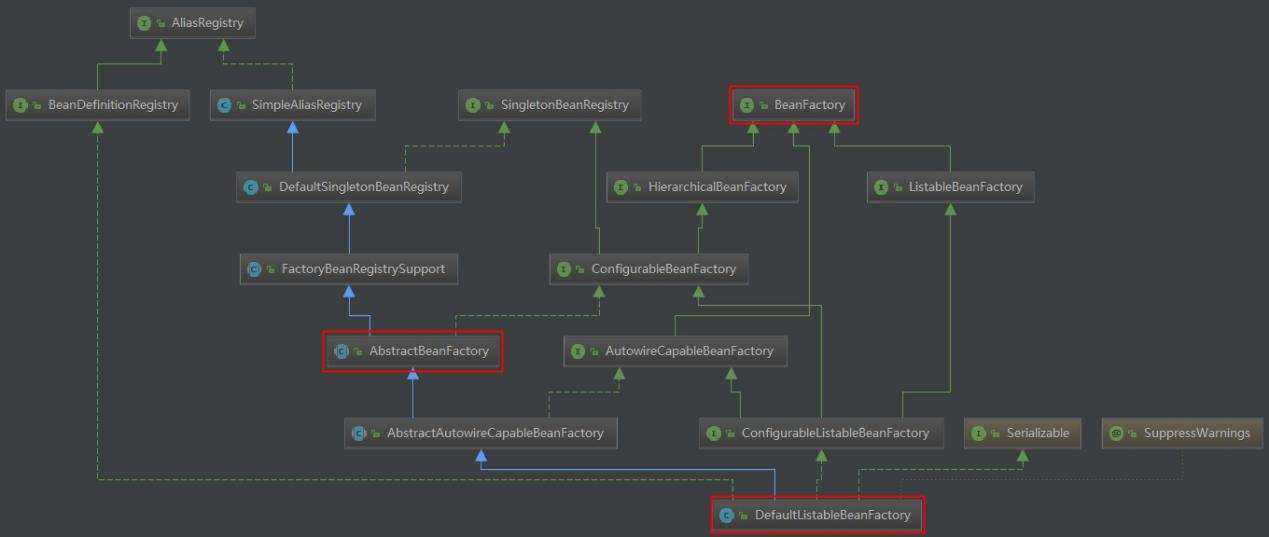 AliasRegistry
BeanDefinitionRegistry
SimpleAliasRegistry
SingletonBeanRegistry
BeanFactory
DefaultSingletonBeanRegistry
HierarchicalBeanFactory
ListableBeanFactory
FactoryBeanRegistrySupport
ConfigurableBeanFactory
AbstractBeanFactory
AutowireCapableBeanFactory
AbstractAutowireCapableBeanFactory
ConfigurableListableBeanFactory
Serializable
SuppressWarnings
DefaultListableBeanFactory